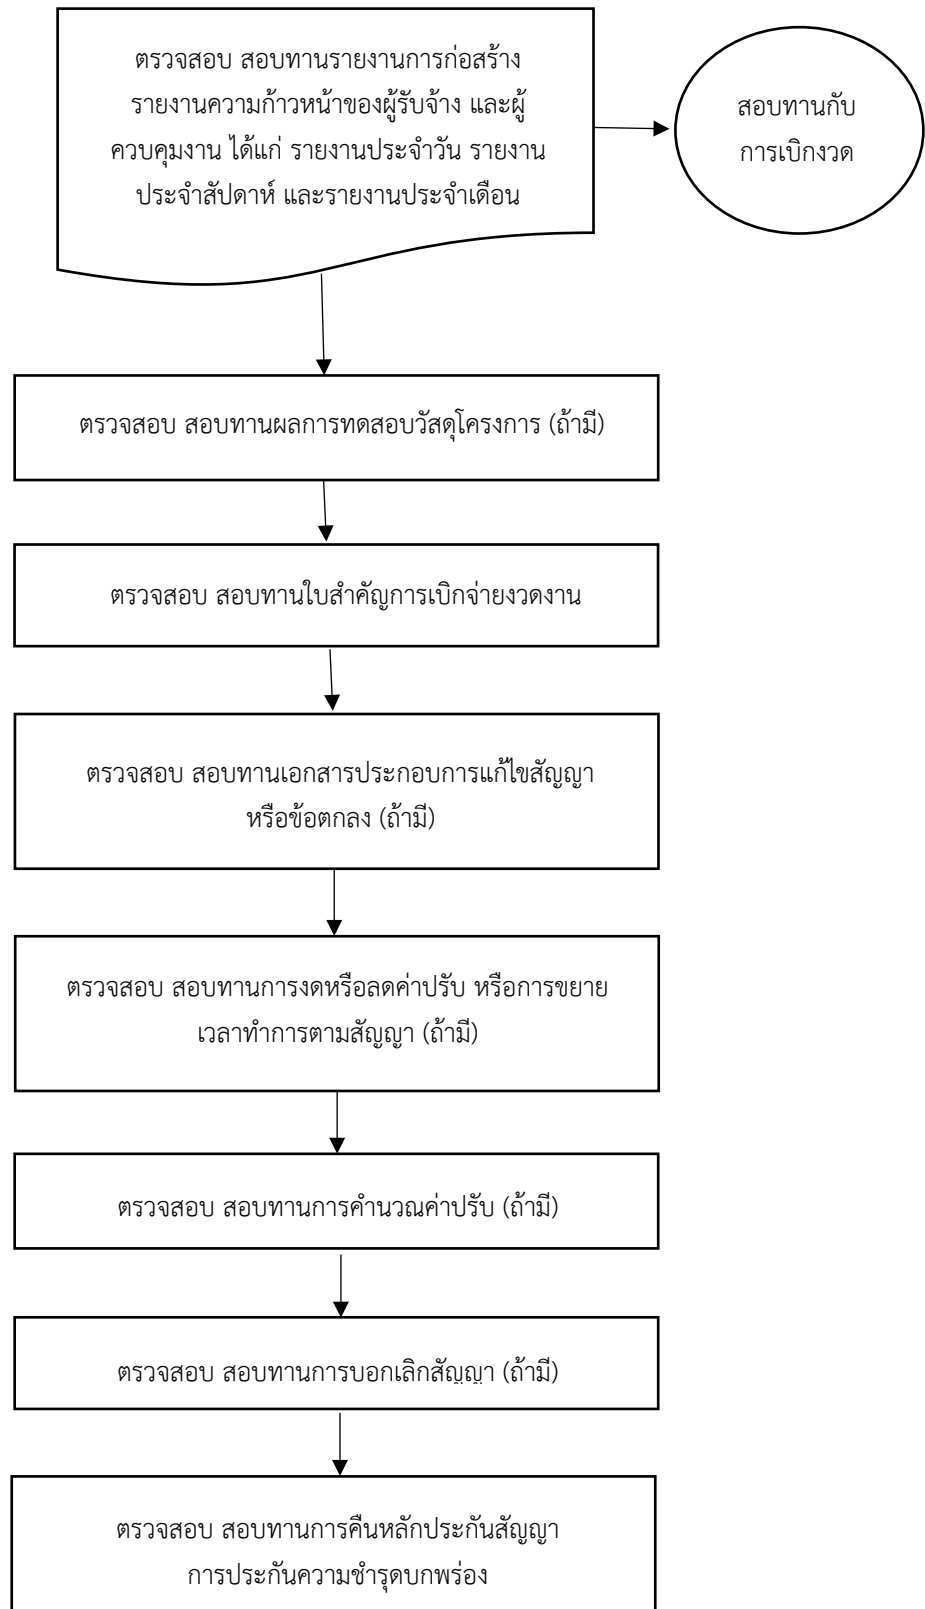 ตรวจสอบ สอบทานรายงานการก่อสร้าง
รายงานความก้าวหน้าของผู้รับจ้าง และผู้
ควบคุมงาน ได้แก่ รายงานประจำวัน รายงาน
ประจำสัปดาห์ และรายงานประจำเดือน
สอบทานกับ
การเบิกงวด
ตรวจสอบ สอบทานผลการทดสอบวัสดุโครงการ (ถ้ามี)
ตรวจสอบ สอบทานใบสำคัญการเบิกจ่ายงวดงาน
ตรวจสอบ สอบทานเอกสารประกอบการแก้ไขสัญญา
หรือข้อตกลง (ถ้ามี)
ตรวจสอบ สอบทานการงดหรือลดค่าปรับ หรือการขยาย
เวลาทำการตามสัญญา (ถ้ามี)
ตรวจสอบ สอบทานการคำนวณค่าปรับ (ถ้ามี)
ตรวจสอบ สอบทานการบอกเลิกสัญญา (ถ้ามี)
ตรวจสอบ สอบทานการคืนหลักประกันสัญญา
การประกันความชำรุดบกพร่อง